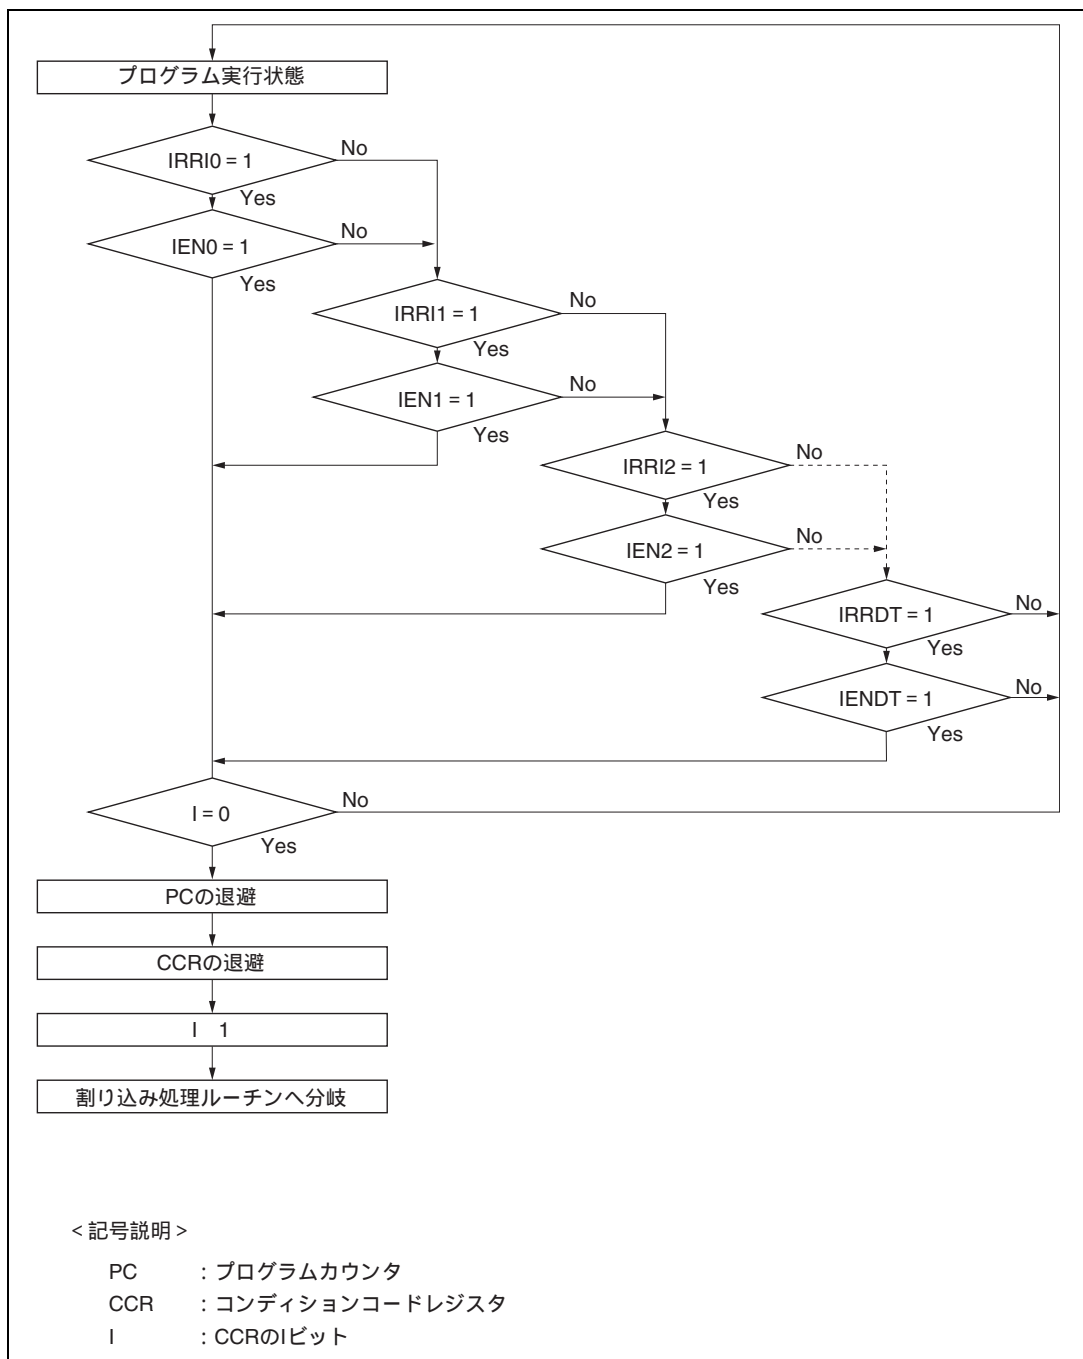 プログラム実行状態
IRRI0 = 1
No
Yes
IEN0 = 1
No
Yes
IRRI1 = 1
No
Yes
IEN1 = 1
No
Yes
IRRI2 = 1
No
Yes
IEN2 = 1
No
Yes
IRRDT = 1
No
Yes
IENDT = 1
No
Yes
I = 0
No
Yes
PCの退避
CCRの退避
I 1
割り込み処理ルーチンへ分岐
<記号説明>
PC : プログラムカウンタ
CCR : コンディションコードレジスタ
I : CCRのIビット